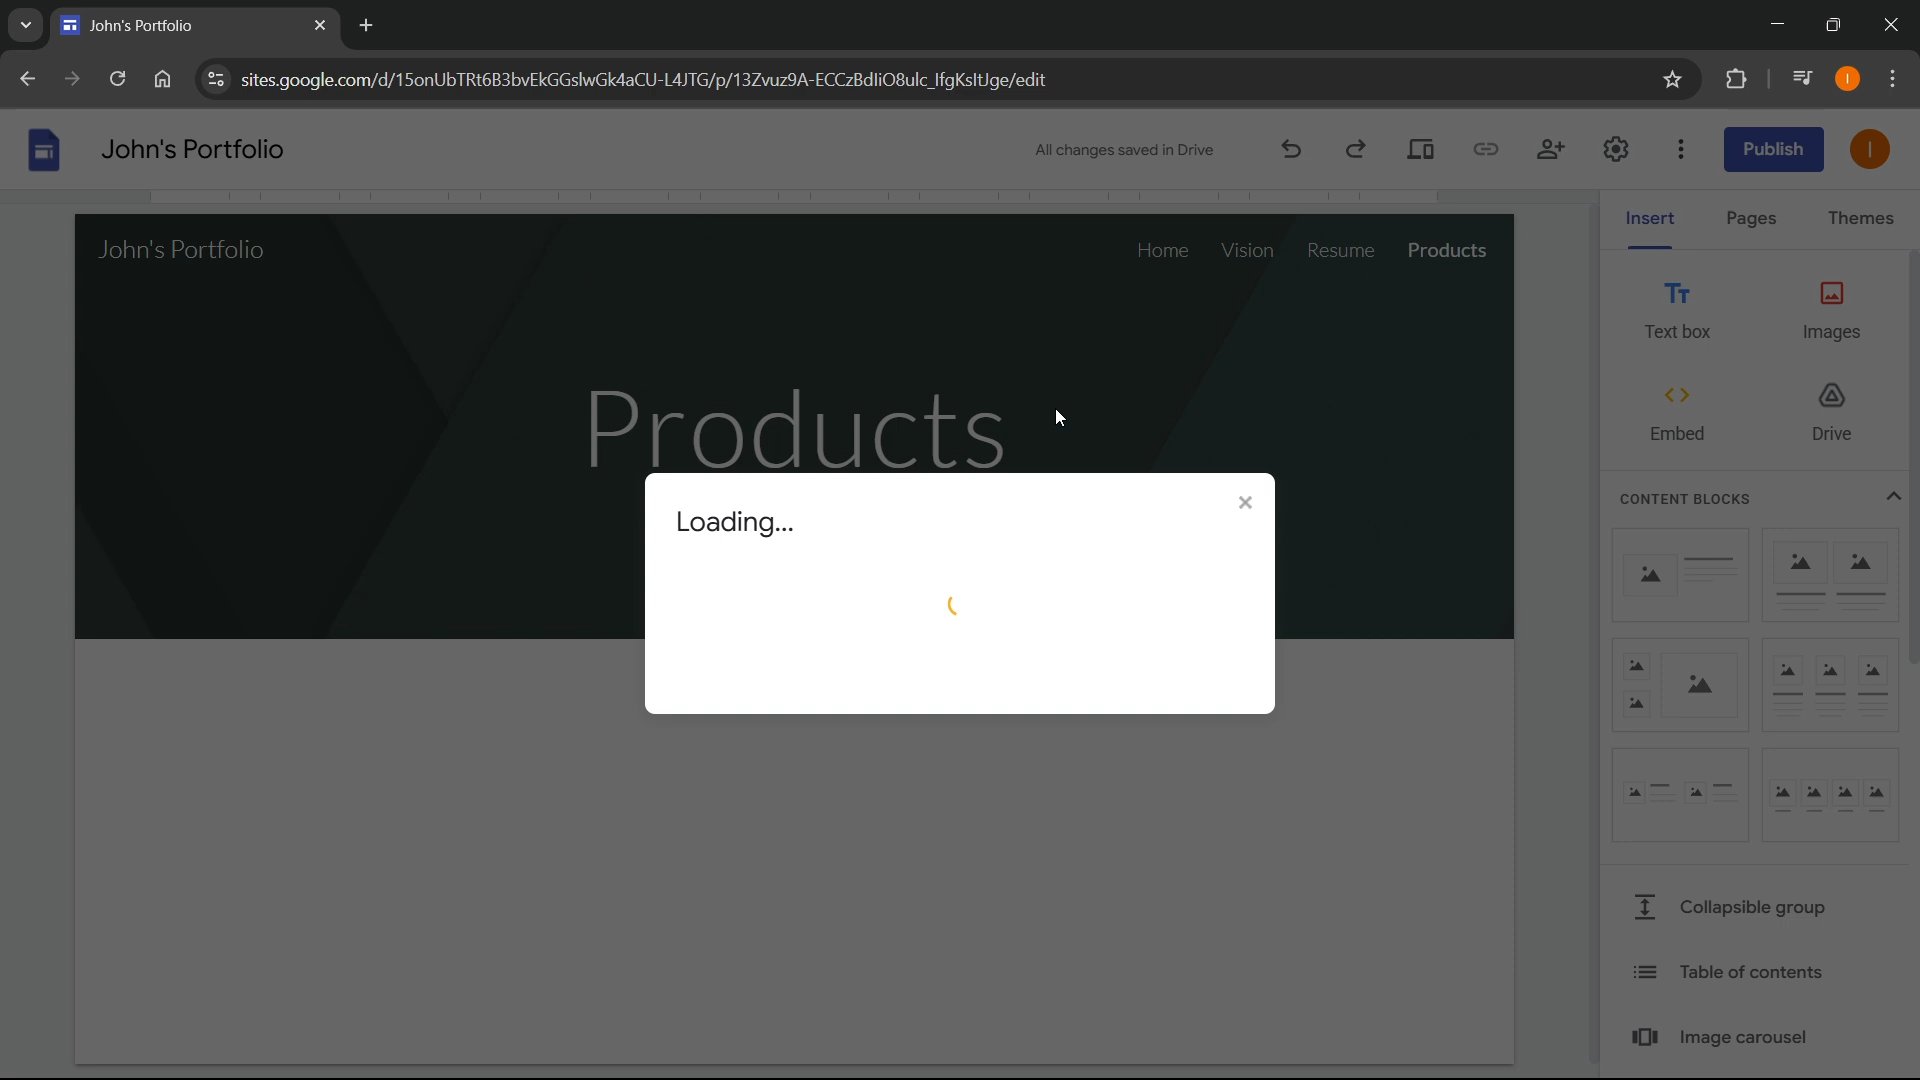 John's Portfolio
sites.google.com/d/15onUbTRt6B3bvEkGGslwGk4aCU-L4JTG/p/13Zvuz9A-ECCzBdliO8ulc_IfgKsltJge/edit
John's Portfolio
All changes saved in Drive
Publish
I
I
John's Portfolio
Home Vision Resume Products
Products
Loading...
Insert Pages Themes
Text box
Images
Embed
Drive
CONTENT BLOCKS
Collapsible group
Table of contents
Image carousel